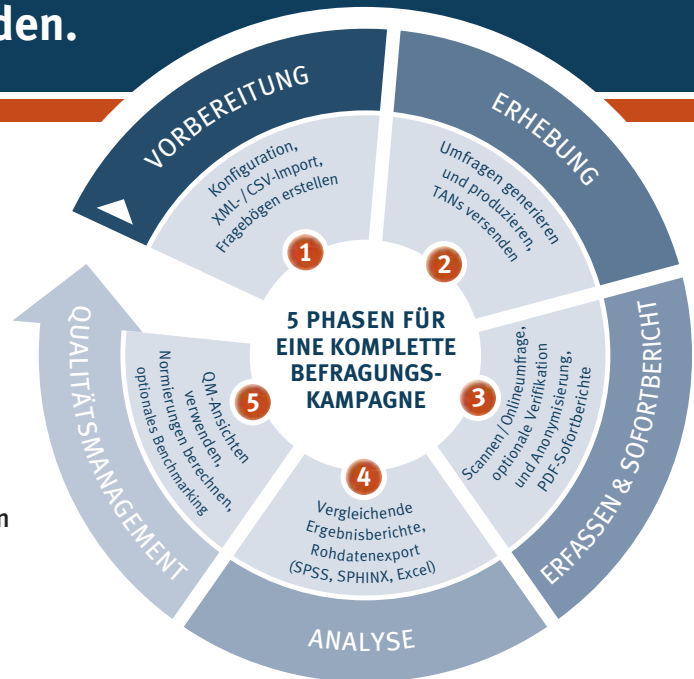 den.
VORBEREITUNG
Konfiguration,
XML-/CSV-Import,
Fragebögen erstellen
1
ERHEBUNG
Umfragen generieren
und produzieren,
TANs versenden
2
5 PHASEN FÜR
EINE KOMPLETTE
BEFRAGUNGS-
KAMPAGNE
ERFASSEN & SOFORTBERICHT
Scannen/Onlineumfrage,
optionale Verifikation
und Anonymisierung,
PDF-Sofortberichte
3
4
Vergleichende
Ergebnisberichte,
Rohdatenexport
(SPSS, SPHINX, Excel)
ANALYSE
5
QM-Ansichten
verwenden,
Normierungen berechnen,
optionales Benchmarking
QUALITÄTSMANAGEMENT
n